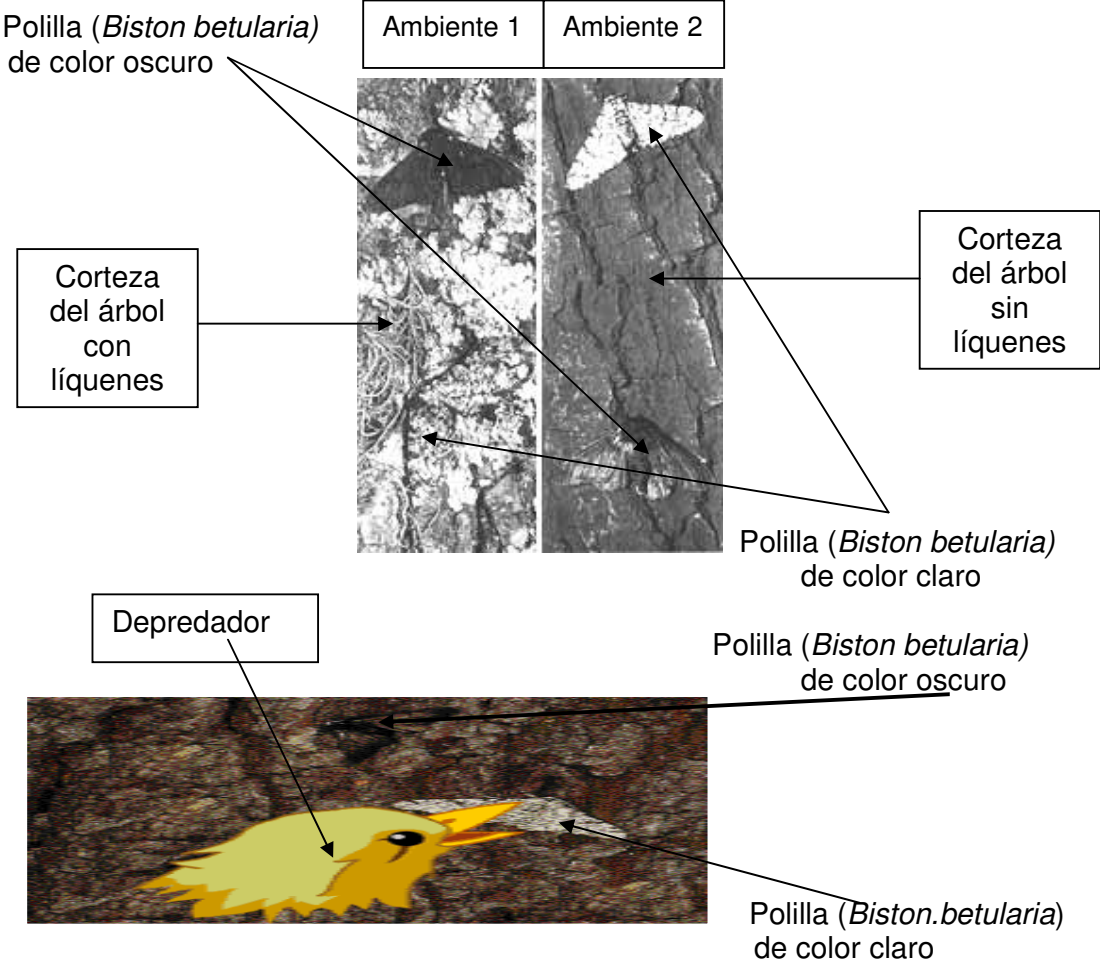 Polilla (Biston betularia)
de color oscuro
Ambiente 1
Ambiente 2
Corteza
del árbol
con
líquenes
Corteza
del árbol
sin
líquenes
Polilla (Biston betularia)
de color claro
Depredador
Polilla (Biston betularia)
de color oscuro
Polilla (Biston.betularia)
de color claro